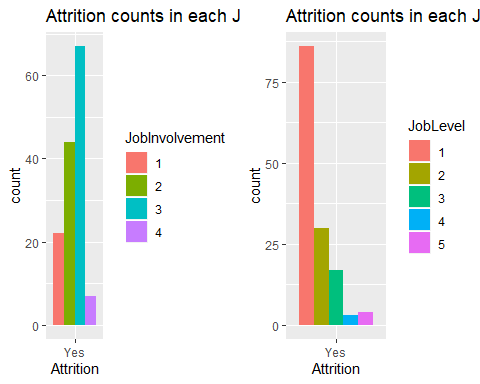 Attrition counts in each J
60
40
20
0
count
Yes
Attrition
JobInvolvement
1
2
3
4
Attrition counts in each J
75
50
25
0
count
Yes
Attrition
JobLevel
1
2
3
4
5